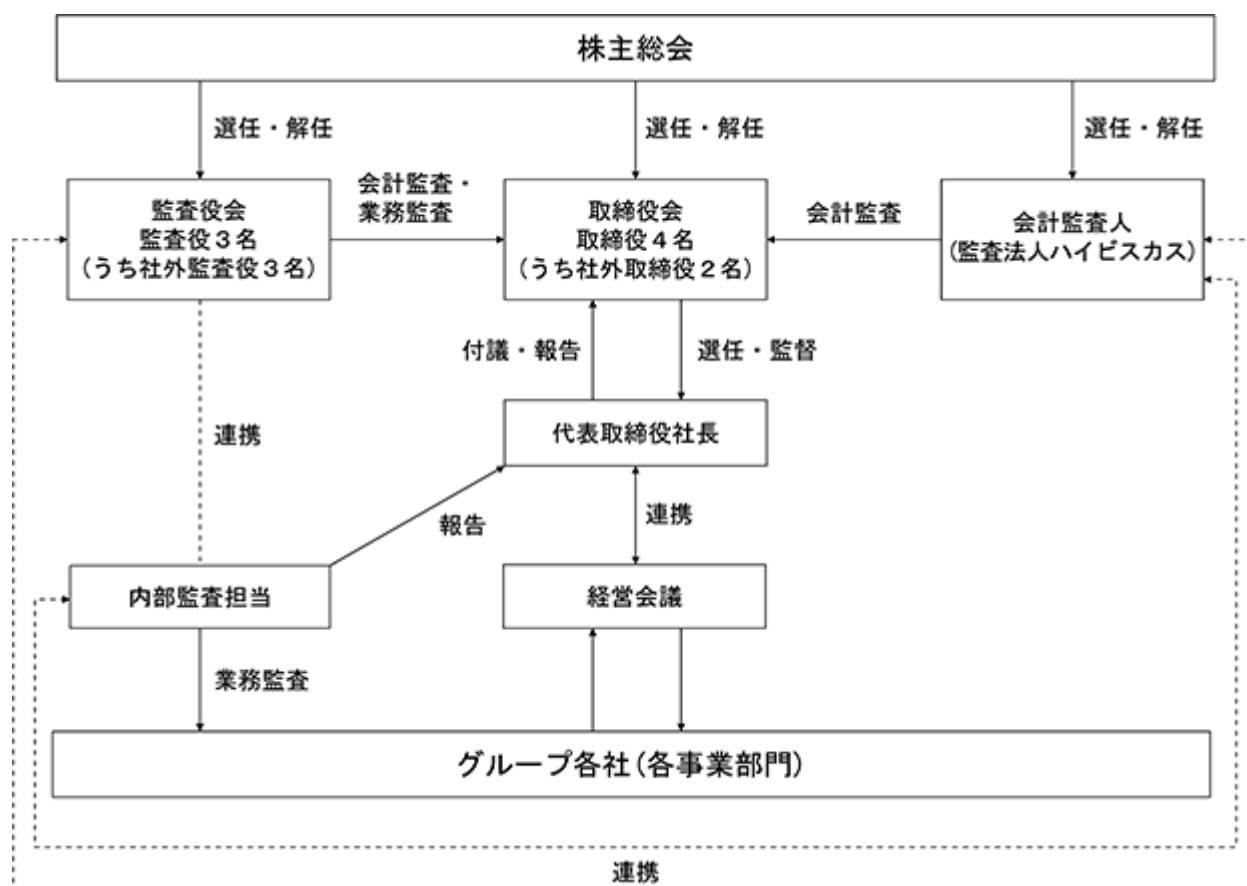 株主総会
選任・解任
選任・解任
選任・解任
監査役会
監査役３名
（うち社外監査役３名）
会計監査・
業務監査
取締役会
取締役４名
（うち社外取締役２名）
会計監査
会計監査人
（監査法人ハイビスカス）
付議・報告
選任・監督
連携
代表取締役社長
報告
連携
内部監査担当
経営会議
業務監査
グループ各社（各事業部門）
連携